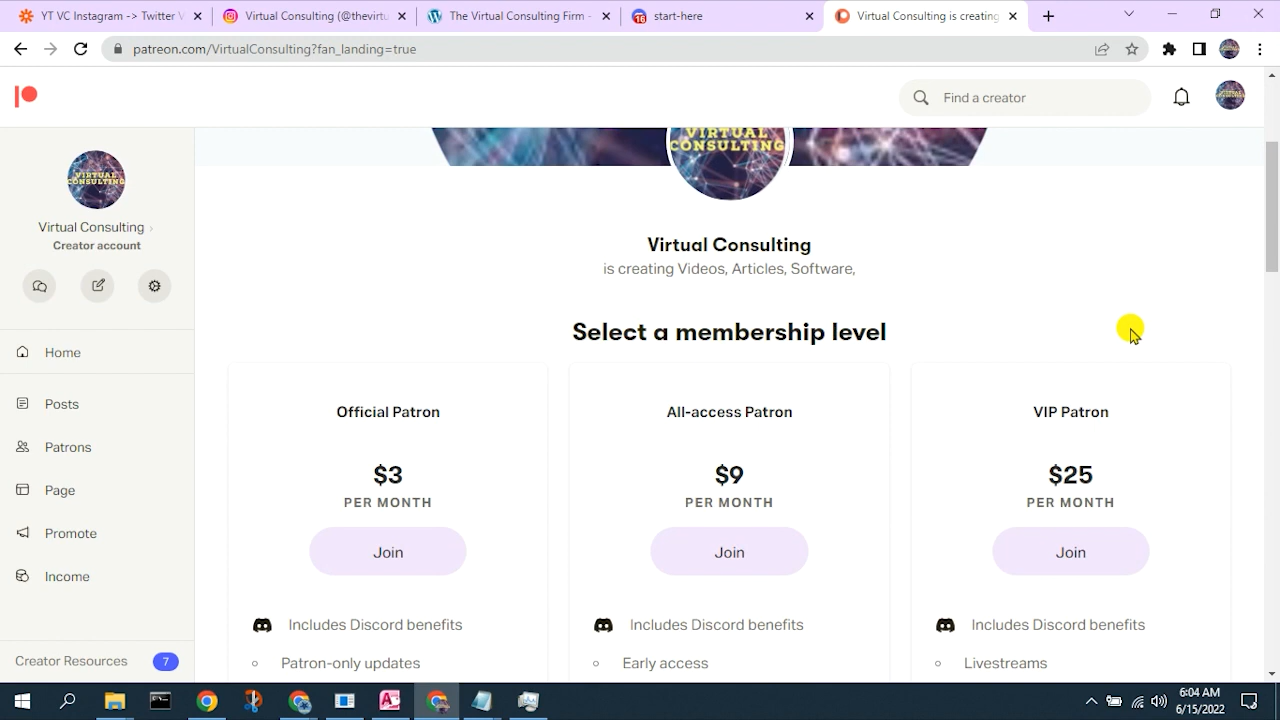 YT VC Instagram -> Twitter V
Virtual Consulting (@thevirtu
The Virtual Consulting Firm -
16
start-here
Virtual Consulting is creating
patreon.com/VirtualConsulting?fan_landing=true
Find a creator
VIRTUAL
CONSULTING
Virtual Consulting
Creator account
Home
Posts
Patrons
Page
Promote
Income
Creator Resources
7
VIRTUAL
CONSULTING
Virtual Consulting
is creating Videos, Articles, Software,
Select a membership level
Official Patron
$3
PER MONTH
Join
Includes Discord benefits
Patron-only updates
All-access Patron
$9
PER MONTH
Join
Includes Discord benefits
Early access
VIP Patron
$25
PER MONTH
Join
Includes Discord benefits
Livestreams
6:04 AM
6/15/2022